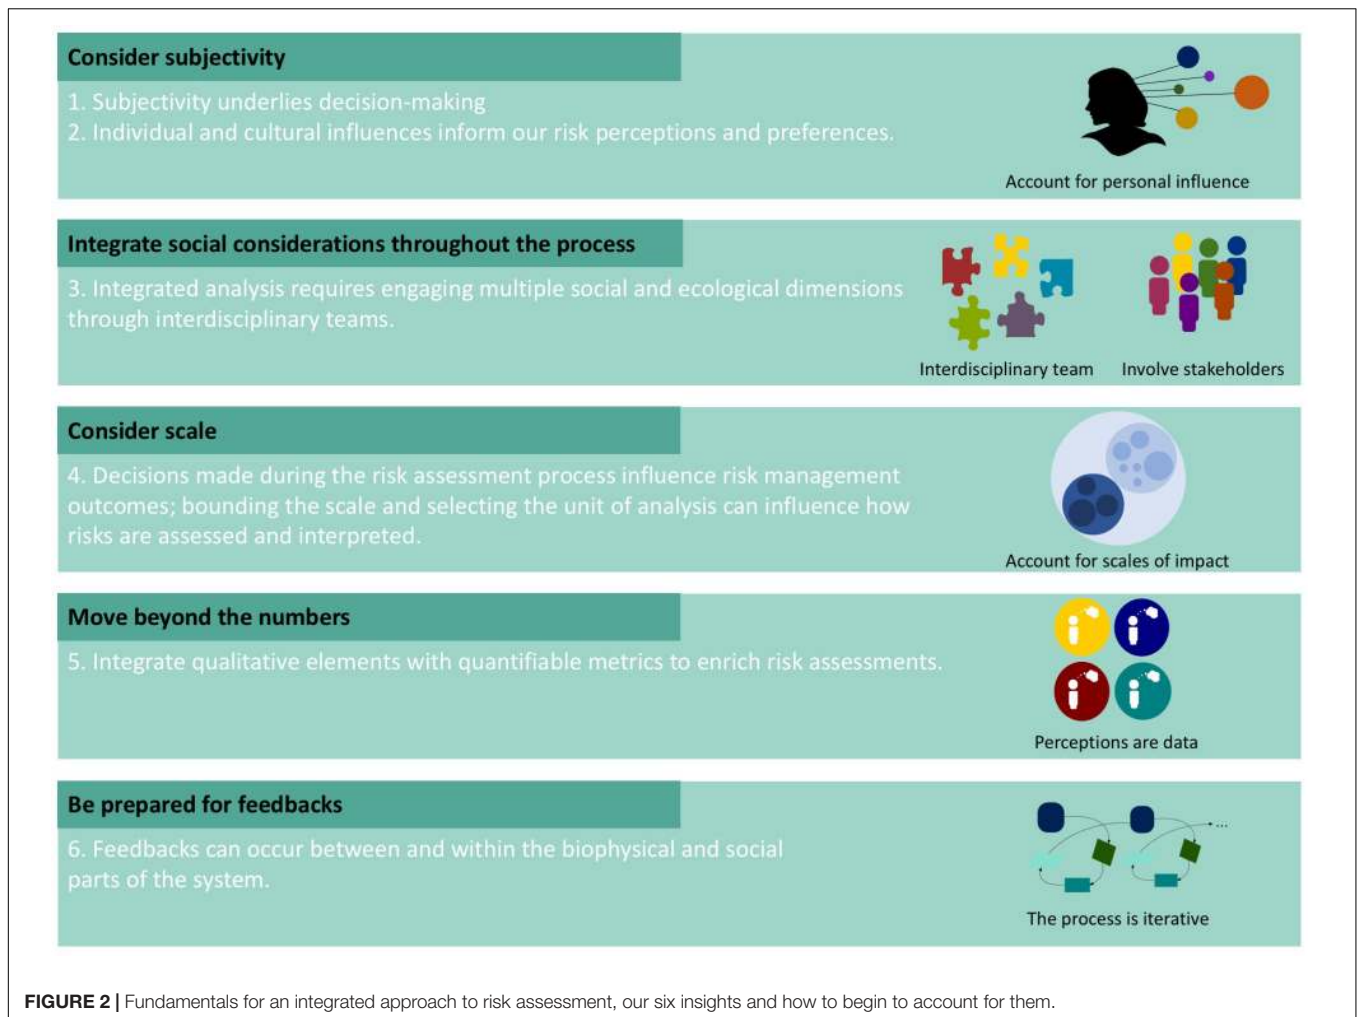 Consider subjectivity
1. Subjectivity underlies decision-making
2. Individual and cultural influences inform our risk perceptions and preferences.
Account for personal influence
Integrate social considerations throughout the process
3. Integrated analysis requires engaging multiple social and ecological dimensions
through interdisciplinary teams.
Interdisciplinary team
Involve stakeholders
Consider scale
4. Decisions made during the risk assessment process influence risk management
outcomes; bounding the scale and selecting the unit of analysis can influence how
risks are assessed and interpreted.
Account for scales of impact
Move beyond the numbers
5. Integrate qualitative elements with quantifiable metrics to enrich risk assessments.
Perceptions are data
Be prepared for feedbacks
6. Feedbacks can occur between and within the biophysical and social
parts of the system.
...
The process is iterative
FIGURE 2 | Fundamentals for an integrated approach to risk assessment, our six insights and how to begin to account for them.